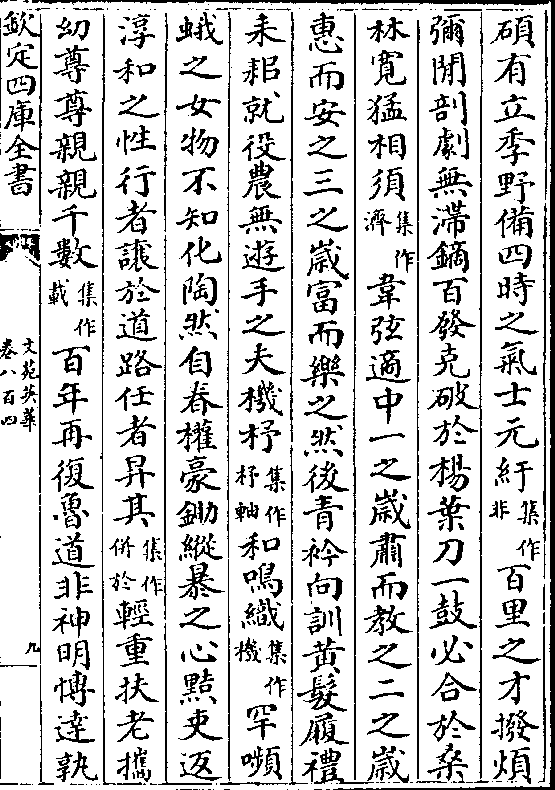 碩有立季野備四時之氣士元紆集作非百里之才撥煩
彌閑剖劇無滯鏑百發克破於楊葉刀一鼓必合於桑
林寛猛相須集作濟韋弦適中一之嵗肅而教之二之嵗
惠而安之三之嵗富而樂之然後青衿向訓黄髮履禮
耒耜就役農無遊手之夫機杼集作杼軸和鳴織集作機罕嚬
蛾之女物不知化陶然自春權豪鋤縱暴之心黠吏返
淳和之性行者讓於道路任者昇其集作併於輕重扶老攜
幼尊尊親親千數集作載百年再復魯道非神明博達孰
欽定四庫全書
文苑英華
卷八百四
九